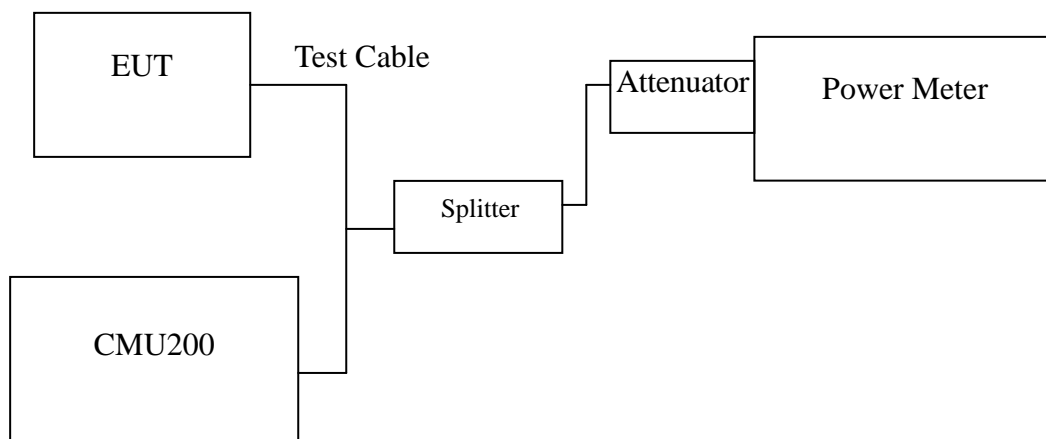 EUT
Test Cable
Attenuator
Power Meter
Splitter
CMU200